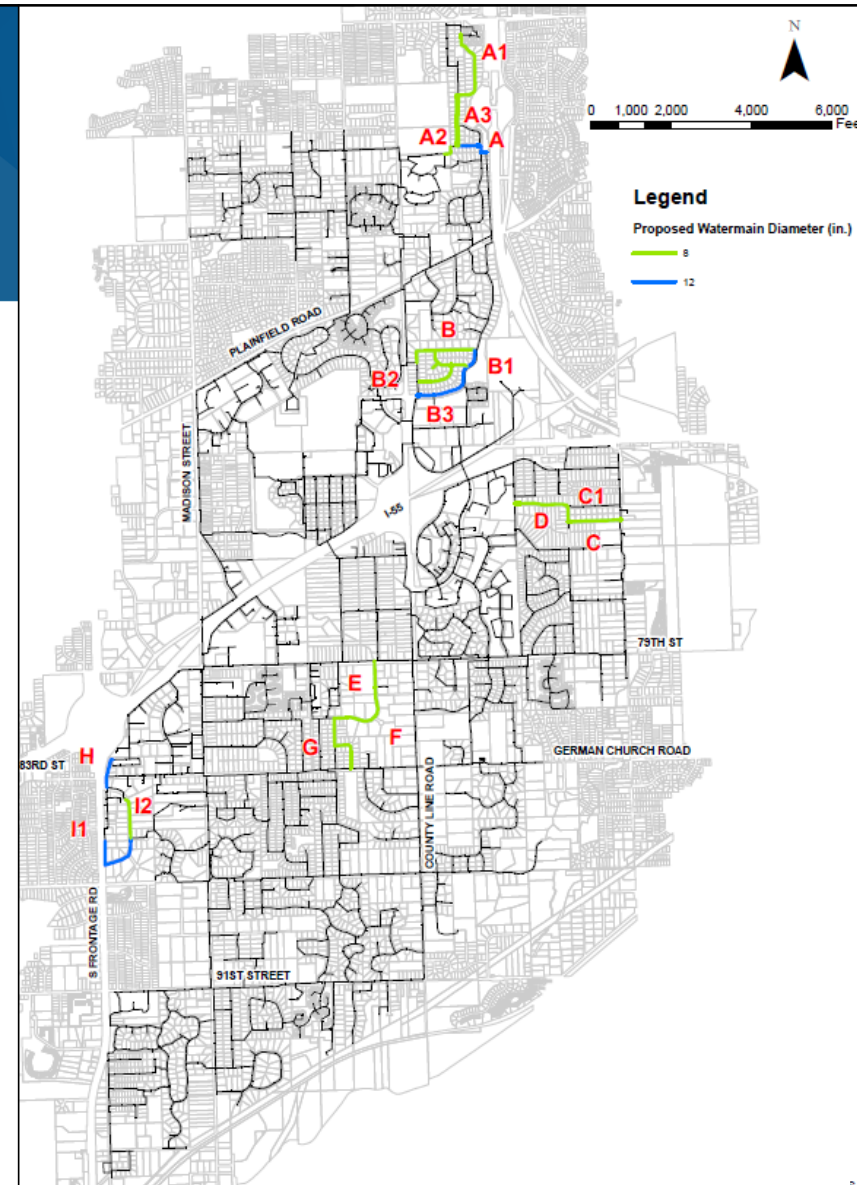 N
A1
0 1,000 2,000 4,000 6,000
Fee
A3
A2
A
Legend
Proposed Watermain Diameter (in.)
8
12
PLAINFIELD ROAD
B
B1
B2
B3
MADISON STREET
I-55
C1
D
C
79TH ST
E
F
G
GERMAN CHURCH ROAD
COUNTY LINE ROAD
H
83RD ST
I2
I1
S FRONTAGE RD
91ST STREET